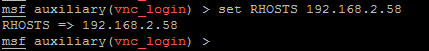 msf auxiliary(vnc_login) > set RHOSTS 192.168.2.58
RHOSTS => 192.168.2.58
msf auxiliary(vnc_login) >